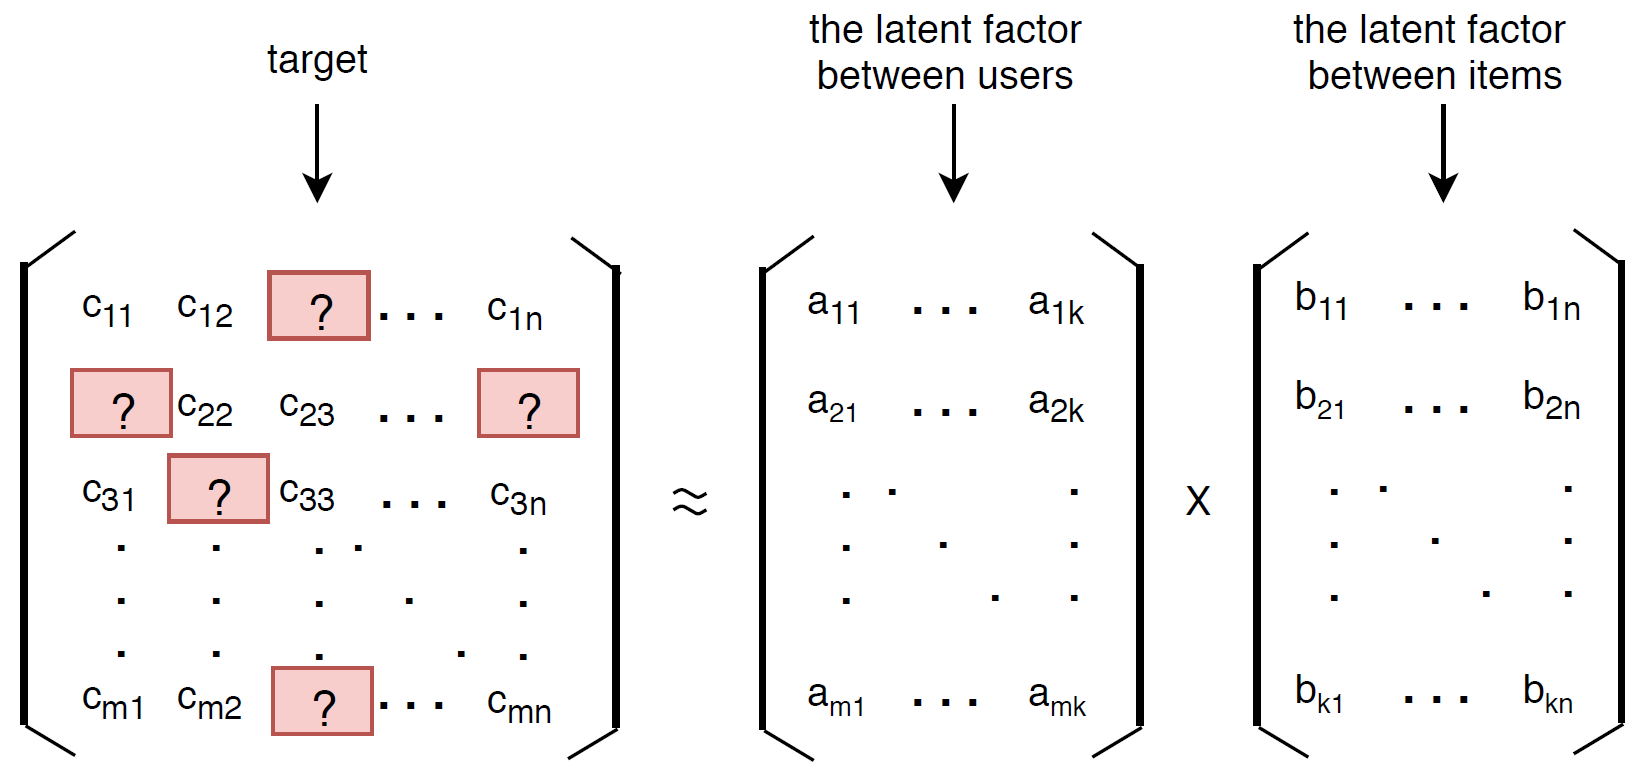 target
the latent factor
between users
the latent factor
between items
c11 c12 ? ... c1n
? c22 c23 ... ?
c31 ? c33 ... c3n
cm1 cm2 ? ... cmn
≈
a11 ... a1k
a21 ... a2k
am1 ... amk
X
b11 ... b1n
b21 ... b2n
bk1 ... bkn